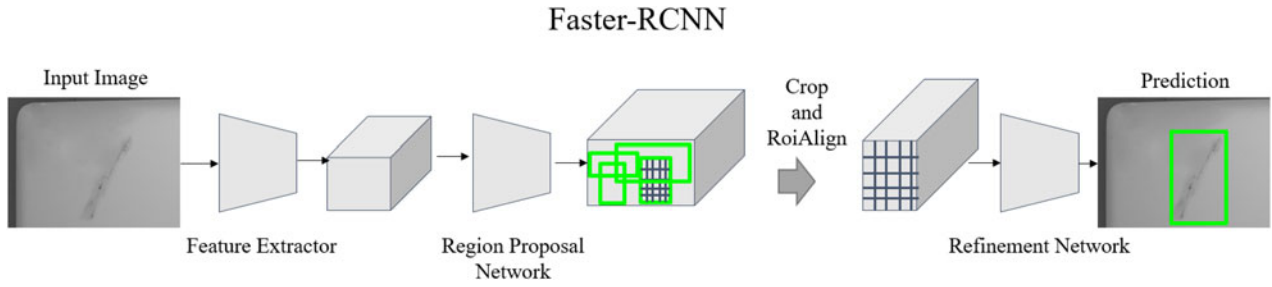 Faster-RCNN
Input Image
Feature Extractor
Region Proposal
Network
Crop
and
RoiAlign
Refinement Network
Prediction